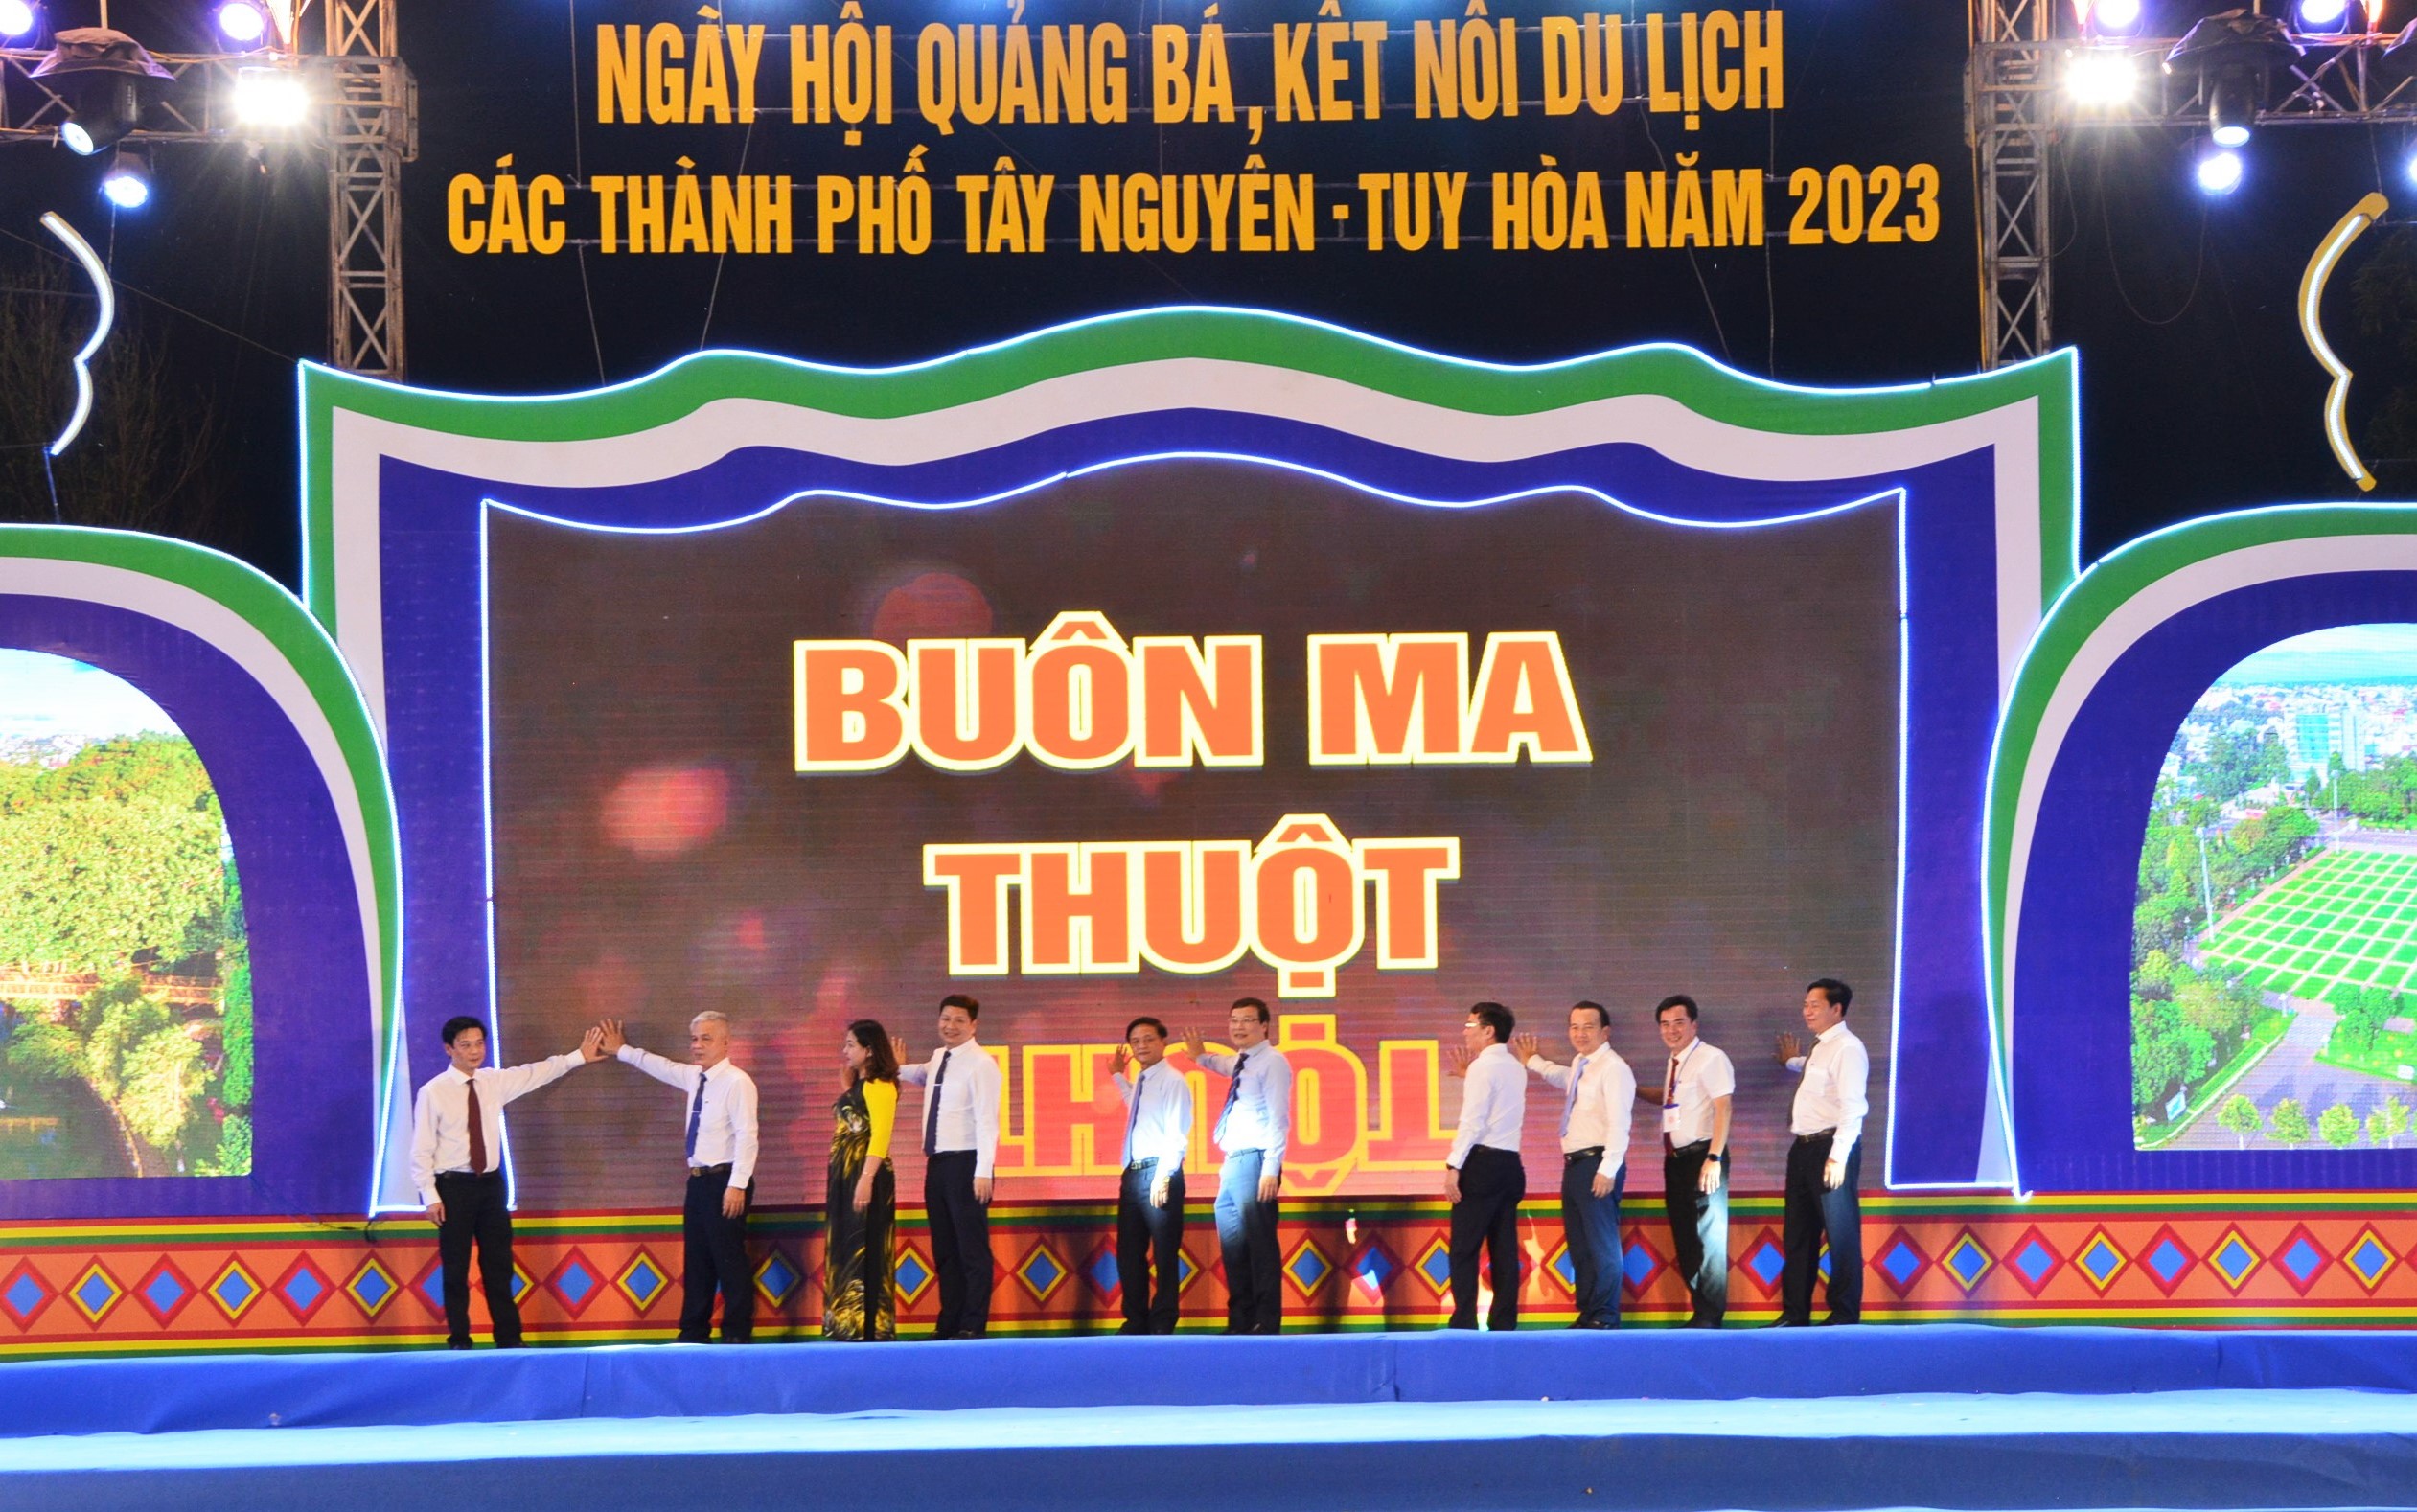 NGÀY HỘI QUẢNG BÁ, KẾT NỐI DU LỊCH
CÁC THÀNH PHỐ TÂY NGUYÊN - TUY HÒA NĂM 2023
BUÔN MA
THUỘT